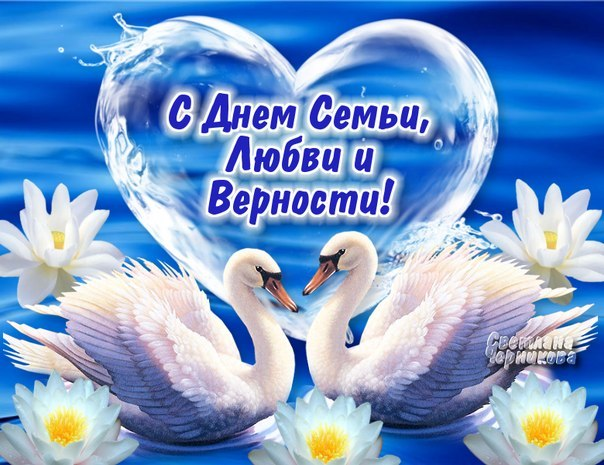 С Днем Семьи,
Любви и
Верности!
Светлана
Черникова